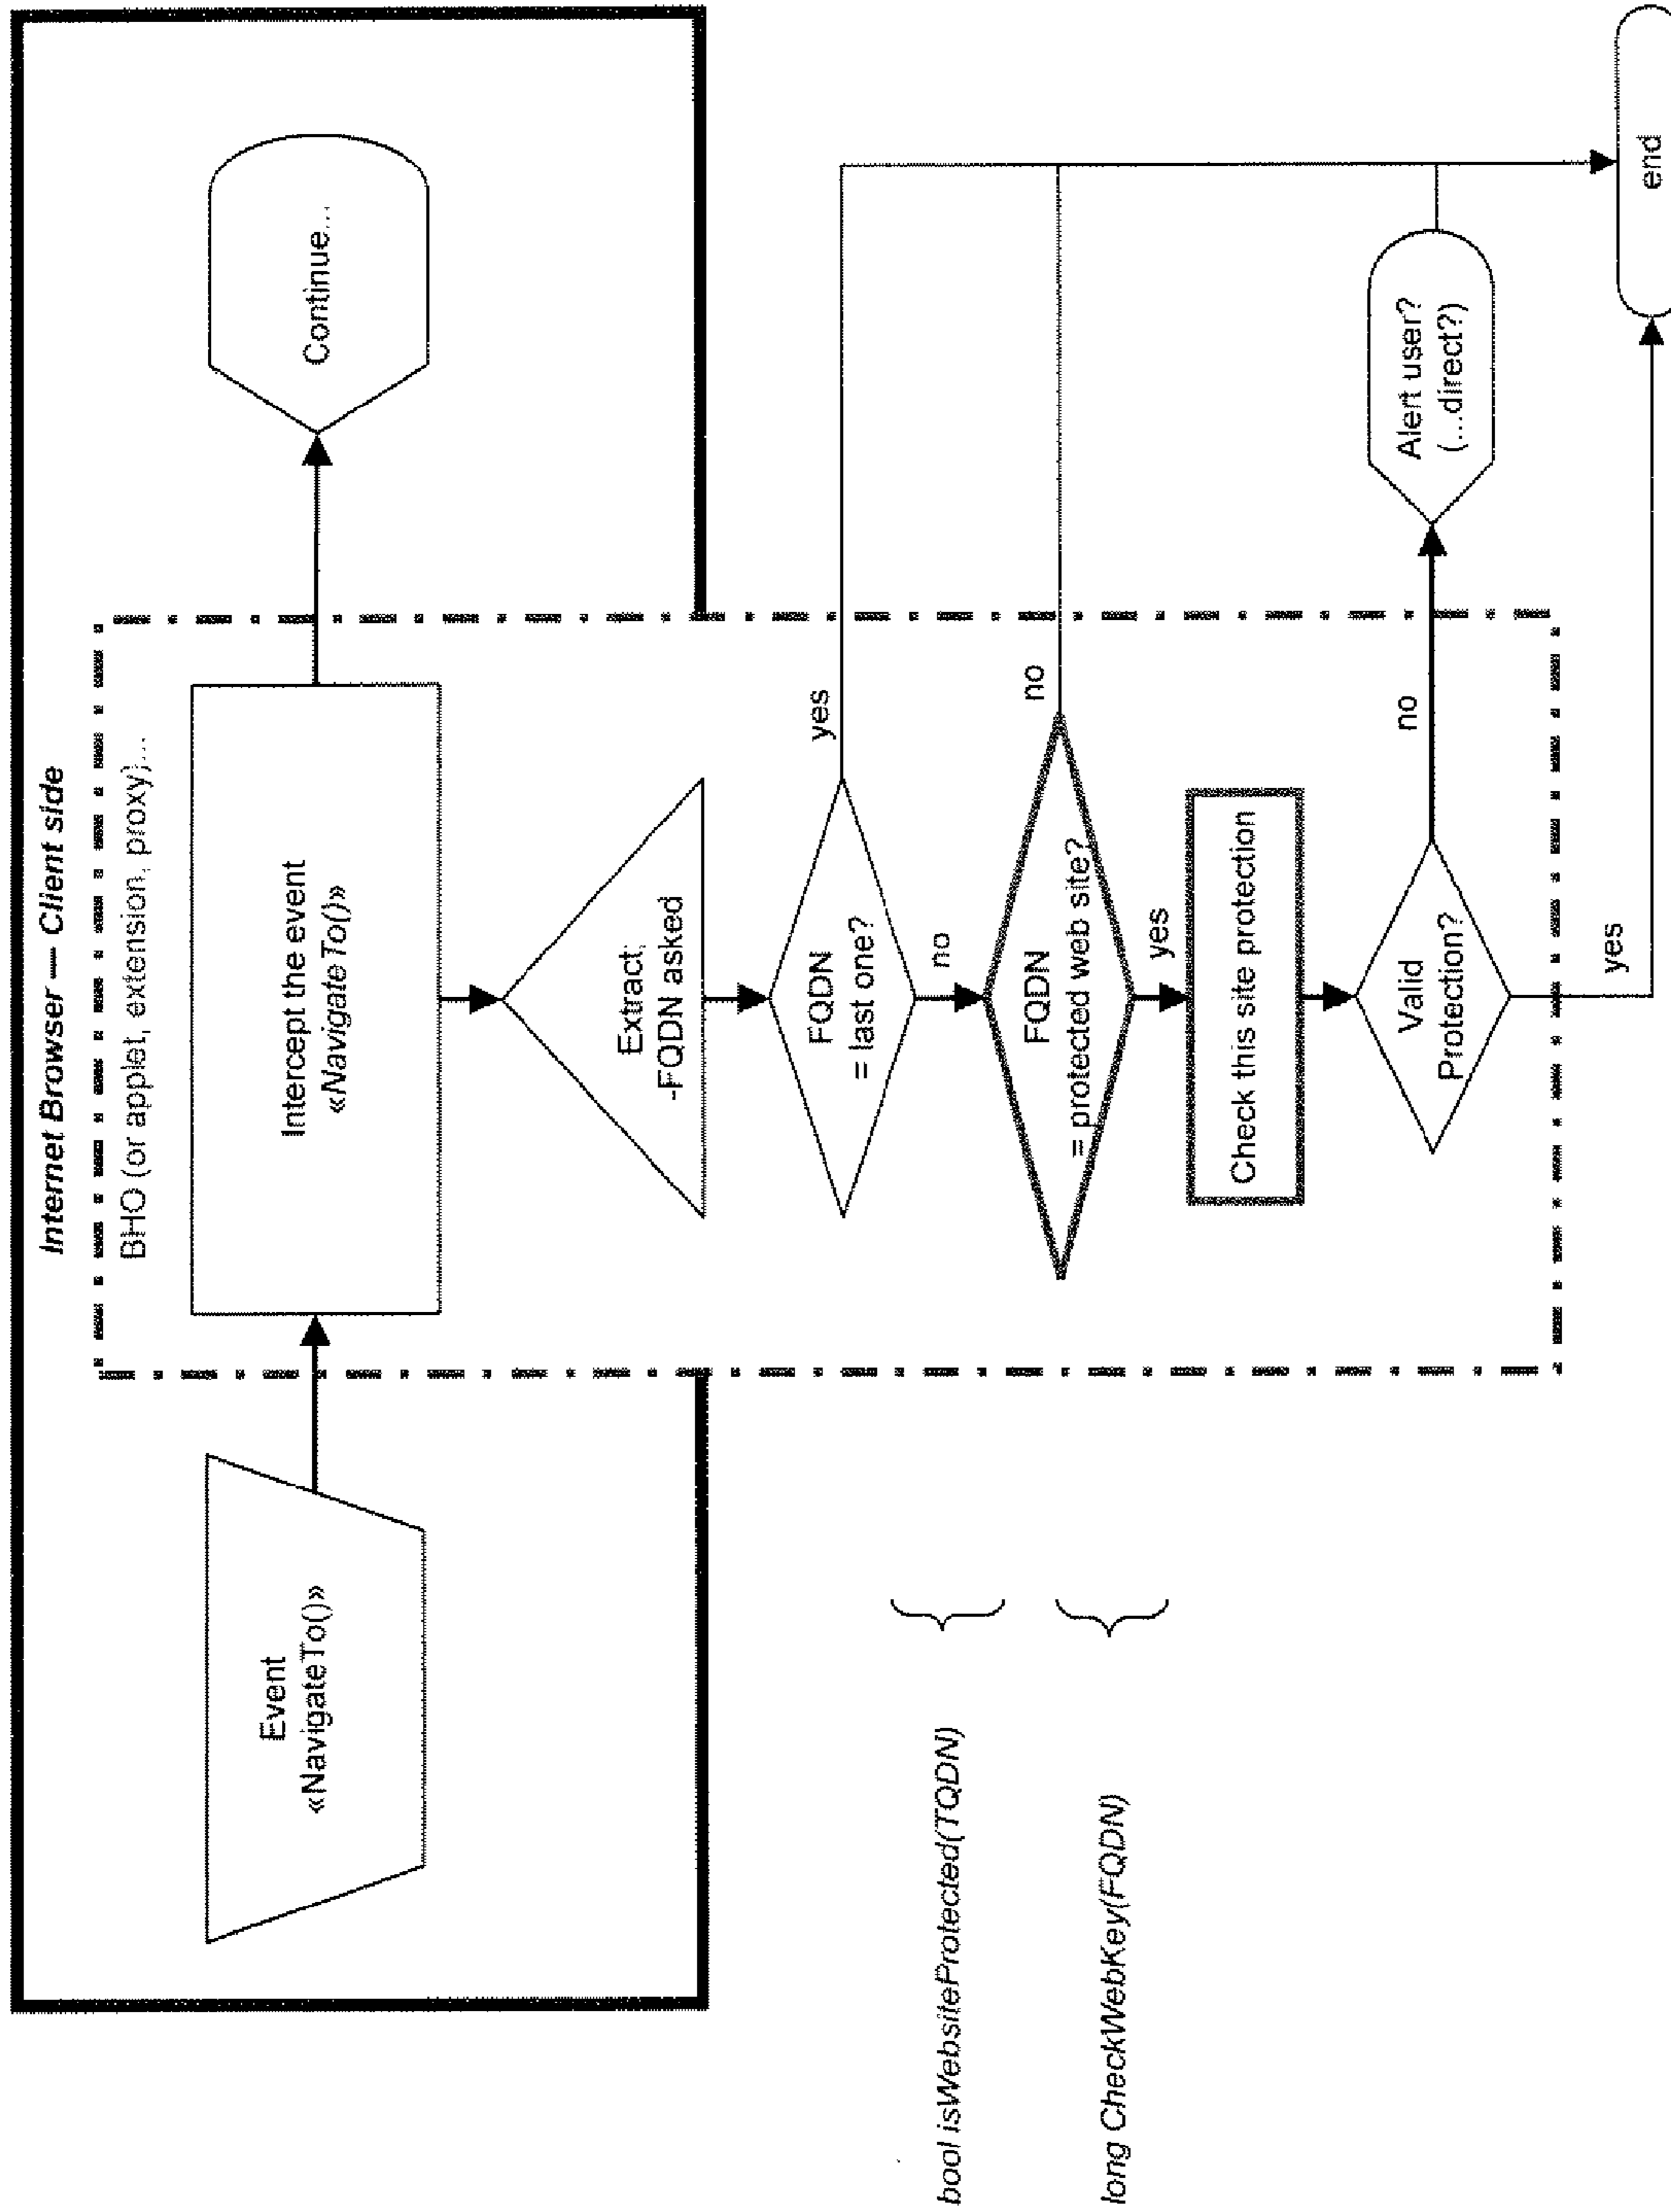 Internet Browser — Client side
BHO (or applet, extension, proxy)...
Event
«NavigateTo()»
Intercept the event
«NavigateTo()»
Continue...
Extract:
-FQDN asked
FQDN
= last one?
yes
no
bool isWebsiteProtected(TQDN)
FQDN
= protected web site?
no
yes
long CheckWebKey(FQDN)
Check this site protection
Valid
Protection?
no
Alert user?
(...direct?)
yes
end